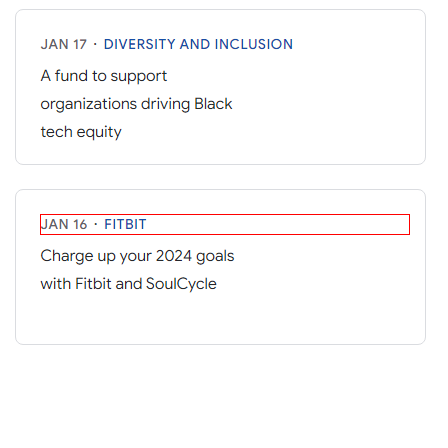 JAN 17 · DIVERSITY AND INCLUSION
A fund to support
organizations driving Black
tech equity
JAN 16 · FITBIT
Charge up your 2024 goals
with Fitbit and SoulCycle